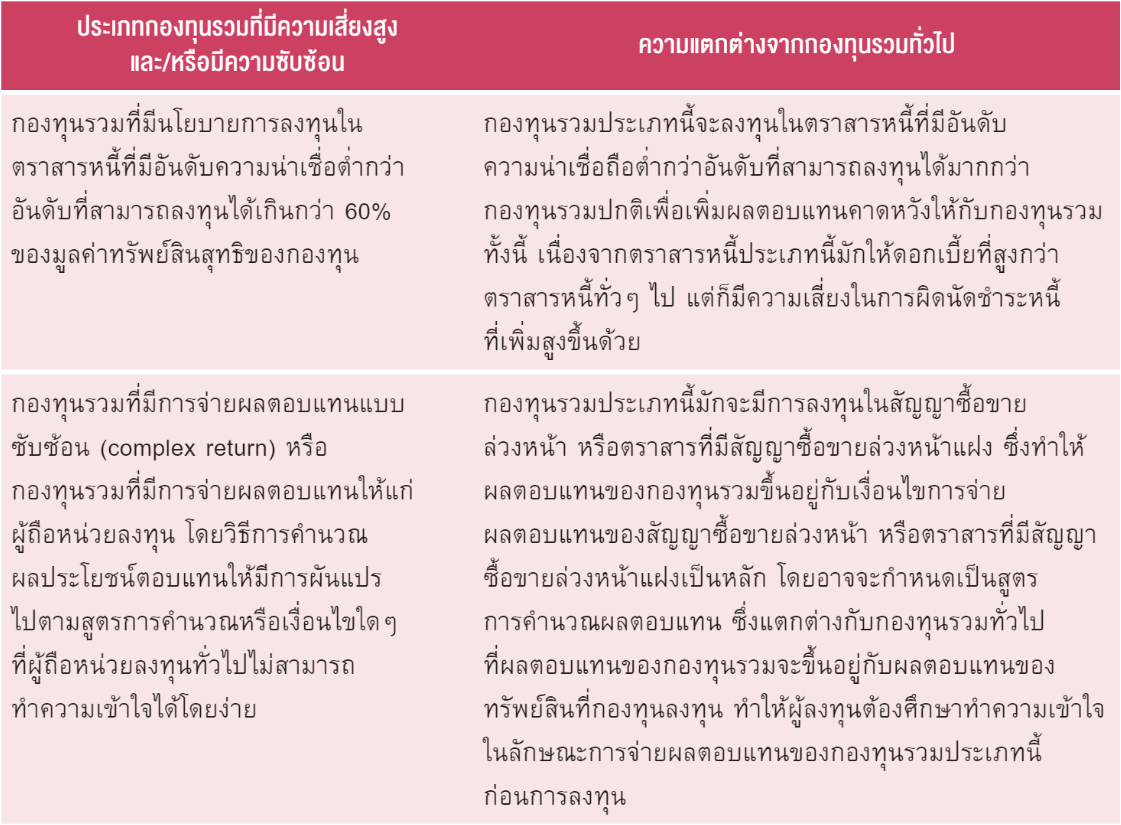 ประเภทกองทุนรวมที่มีความเสี่ยงสูง
และ/หรือมีความซับซ้อน
ความแตกต่างจากกองทุนรวมทั่วไป
กองทุนรวมที่มีนโยบายการลงทุนใน
ตราสารหนี้ที่มีอันดับความน่าเชื่อต่ำกว่า
อันดับที่สามารถลงทุนได้เกินกว่า 60%
ของมูลค่าทรัพย์สินสุทธิของกองทุน
กองทุนรวมประเภทนี้จะลงทุนในตราสารหนี้ที่มีอันดับ
ความน่าเชื่อถือต่ำกว่าอันดับที่สามารถลงทุนได้มากกว่า
กองทุนรวมปกติเพื่อเพิ่มผลตอบแทนคาดหวังให้กับกองทุนรวม
ทั้งนี้ เนื่องจากตราสารหนี้ประเภทนี้มักให้ดอกเบี้ยที่สูงกว่า
ตราสารหนี้ทั่วๆ ไป แต่ก็มีความเสี่ยงในการผิดนัดชำระหนี้
ที่เพิ่มสูงขึ้นด้วย
กองทุนรวมที่มีการจ่ายผลตอบแทนแบบ
ซับซ้อน (complex return) หรือ
กองทุนรวมที่มีการจ่ายผลตอบแทนให้แก่
ผู้ถือหน่วยลงทุน โดยวิธีการคำนวณ
ผลประโยชน์ตอบแทนให้มีการผันแปร
ไปตามสูตรการคำนวณหรือเงื่อนไขใดๆ
ที่ผู้ถือหน่วยลงทุนทั่วไปไม่สามารถ
ทำความเข้าใจได้โดยง่าย
กองทุนรวมประเภทนี้มักจะมีการลงทุนในสัญญาซื้อขาย
ล่วงหน้า หรือตราสารที่มีสัญญาซื้อขายล่วงหน้าแฝง ซึ่งทำให้
ผลตอบแทนของกองทุนรวมขึ้นอยู่กับเงื่อนไขการจ่าย
ผลตอบแทนของสัญญาซื้อขายล่วงหน้า หรือตราสารที่มีสัญญา
ซื้อขายล่วงหน้าแฝงเป็นหลัก โดยอาจจะกำหนดเป็นสูตร
การคำนวณผลตอบแทน ซึ่งแตกต่างกับกองทุนรวมทั่วไป
ที่ผลตอบแทนของกองทุนรวมจะขึ้นอยู่กับผลตอบแทนของ
ทรัพย์สินที่กองทุนลงทุน ทำให้ผู้ลงทุนต้องศึกษาทำความเข้าใจ
ในลักษณะการจ่ายผลตอบแทนของกองทุนรวมประเภทนี้
ก่อนการลงทุน